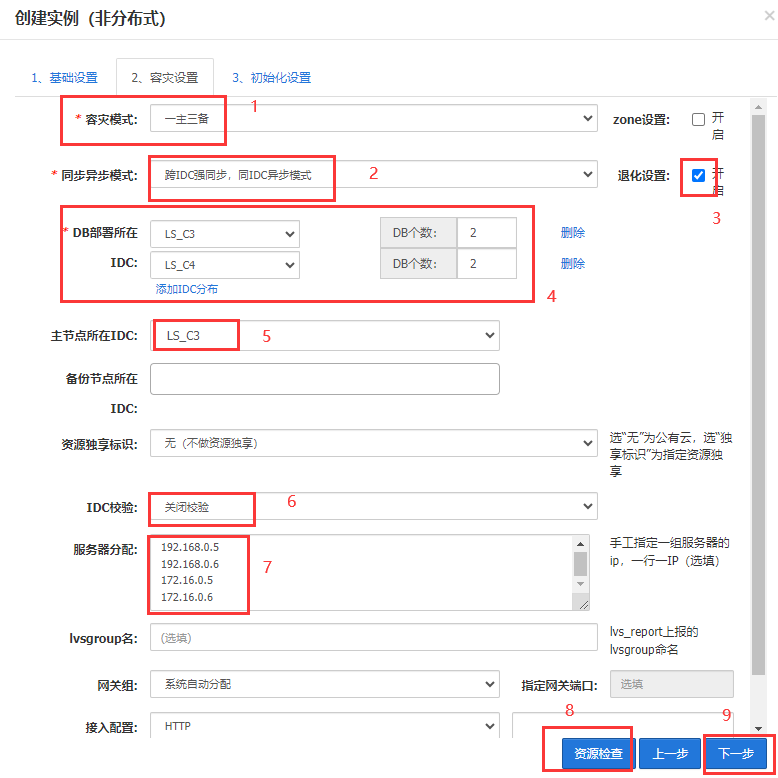 创建实例（非分布式）
×
1、基础设置
2、容灾设置
3、初始化设置
* 容灾模式:
一主三备
1
zone设置:
开启
* 同步异步模式:
跨IDC强同步，同IDC异步模式
2
退化设置:
开启
3
* DB部署所在
IDC:
LS_C3
DB个数:
2
删除
LS_C4
DB个数:
2
删除
添加IDC分布
4
主节点所在IDC:
LS_C3
5
备份节点所在
IDC:
资源独享标识:
无（不做资源独享）
选“无”为公有云，选“独
享标识”为指定资源独
享
IDC校验:
关闭校验
6
服务器分配:
192.168.0.5
192.168.0.6
172.16.0.5
172.16.0.6
7
手工指定一组服务器的
ip，一行一IP（选填）
lvsgroup名:
(选填)
lvs_report上报的
lvsgroup命名
网关组:
系统自动分配
指定网关端口:
选填
接入配置:
HTTP
8
9
资源检查
上一步
下一步